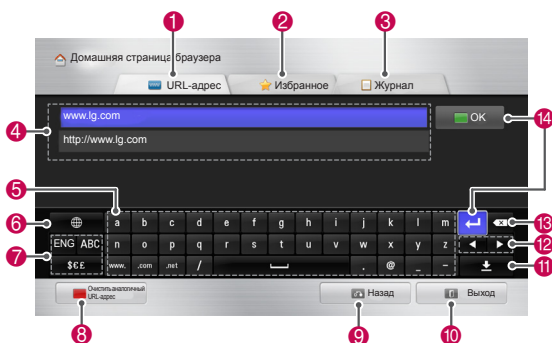 1 2 3
Домашняя страница браузера
URL-адрес Избранное Журнал
4 www.lg.com OK 14
http://www.lg.com
5
6 a b c d e f g h i j k l m 13
7 ENG ABC n o p q r s t u v w x y z 12
$€£ www. .com .net / . @ _ - 11
Очистить аналогичный
URL-адрес
Назад Выход
8 9 10